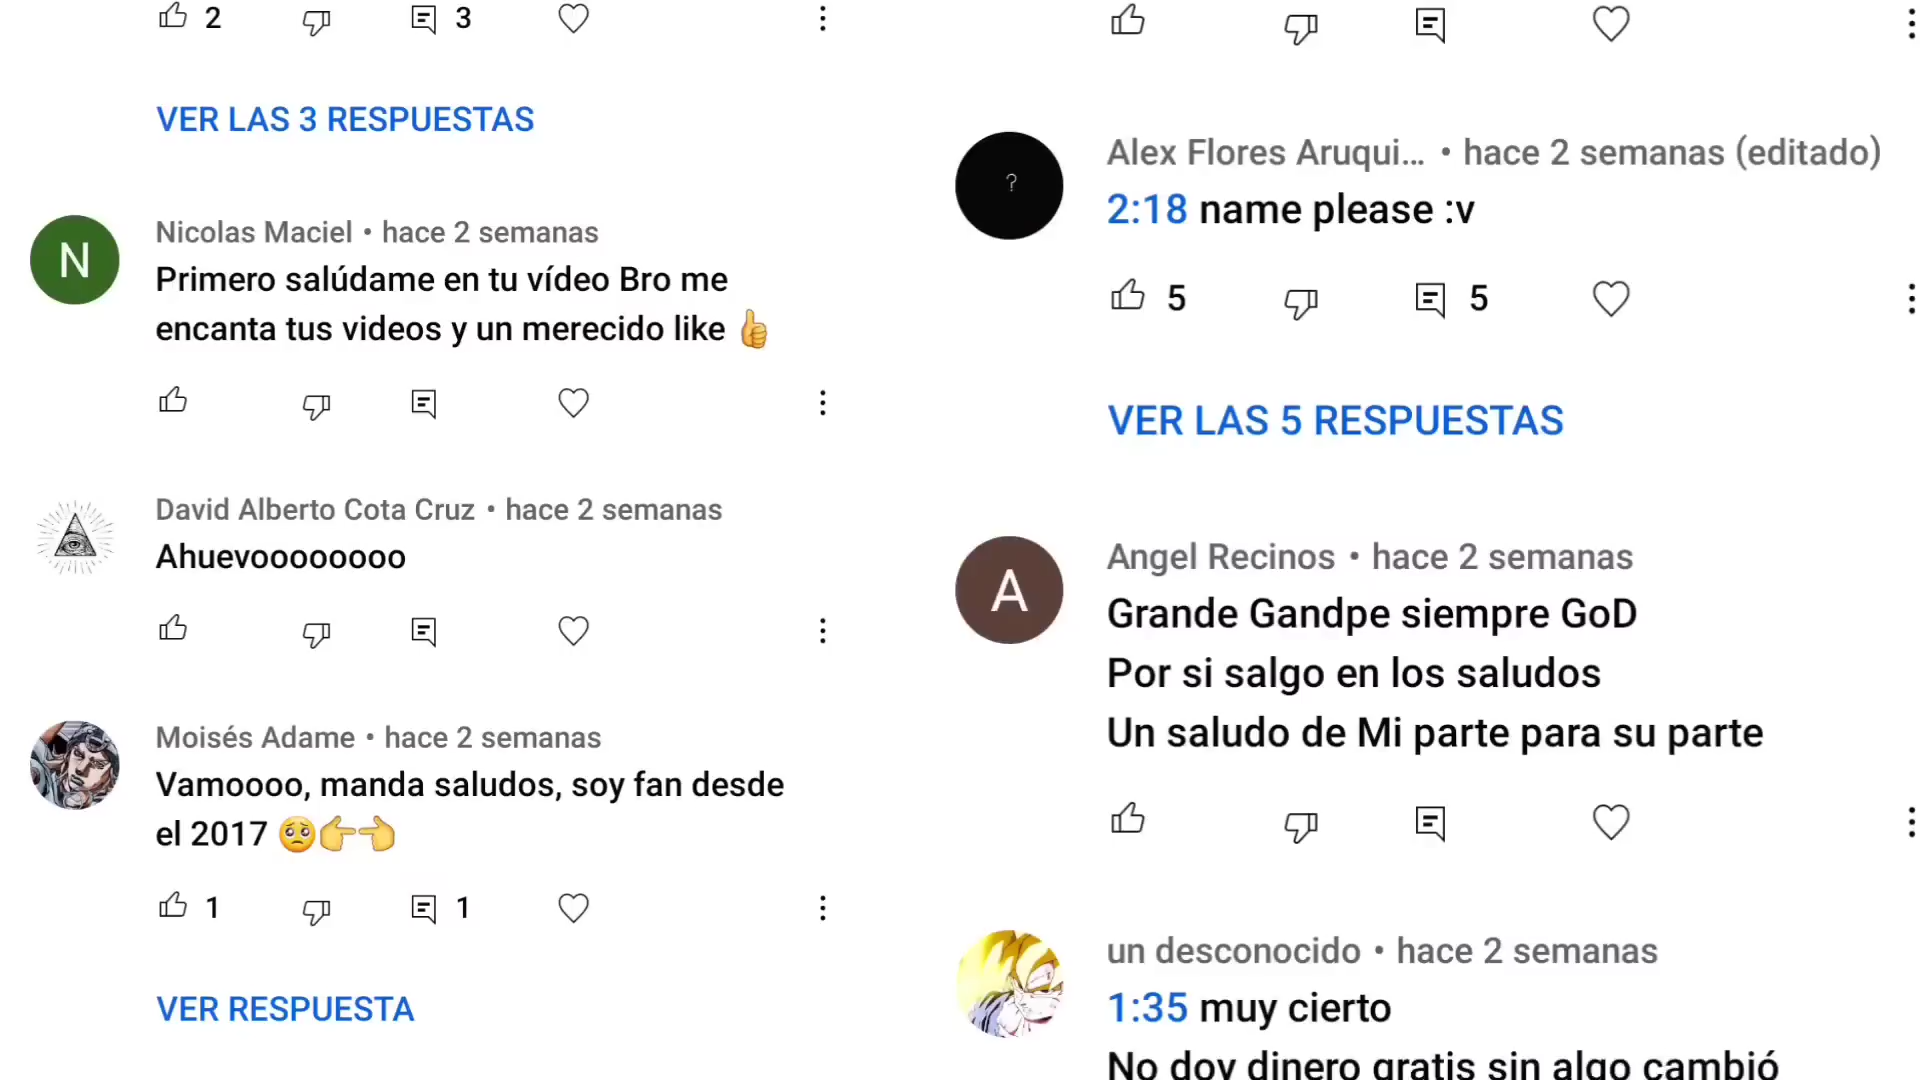 2
3
VER LAS 3 RESPUESTAS
N
Nicolas Maciel • hace 2 semanas
Primero salúdame en tu vídeo Bro me
encanta tus videos y un merecido like 👍
David Alberto Cota Cruz • hace 2 semanas
Ahuevoooooooo
Moisés Adame • hace 2 semanas
Vamoooo, manda saludos, soy fan desde
el 2017 🥺👉👈
1
1
VER RESPUESTA
?
Alex Flores Aruqui... • hace 2 semanas (editado)
2:18 name please :v
5
5
VER LAS 5 RESPUESTAS
A
Angel Recinos • hace 2 semanas
Grande Gandpe siempre GoD
Por si salgo en los saludos
Un saludo de Mi parte para su parte
un desconocido • hace 2 semanas
1:35 muy cierto
No doy dinero gratis sin algo cambió